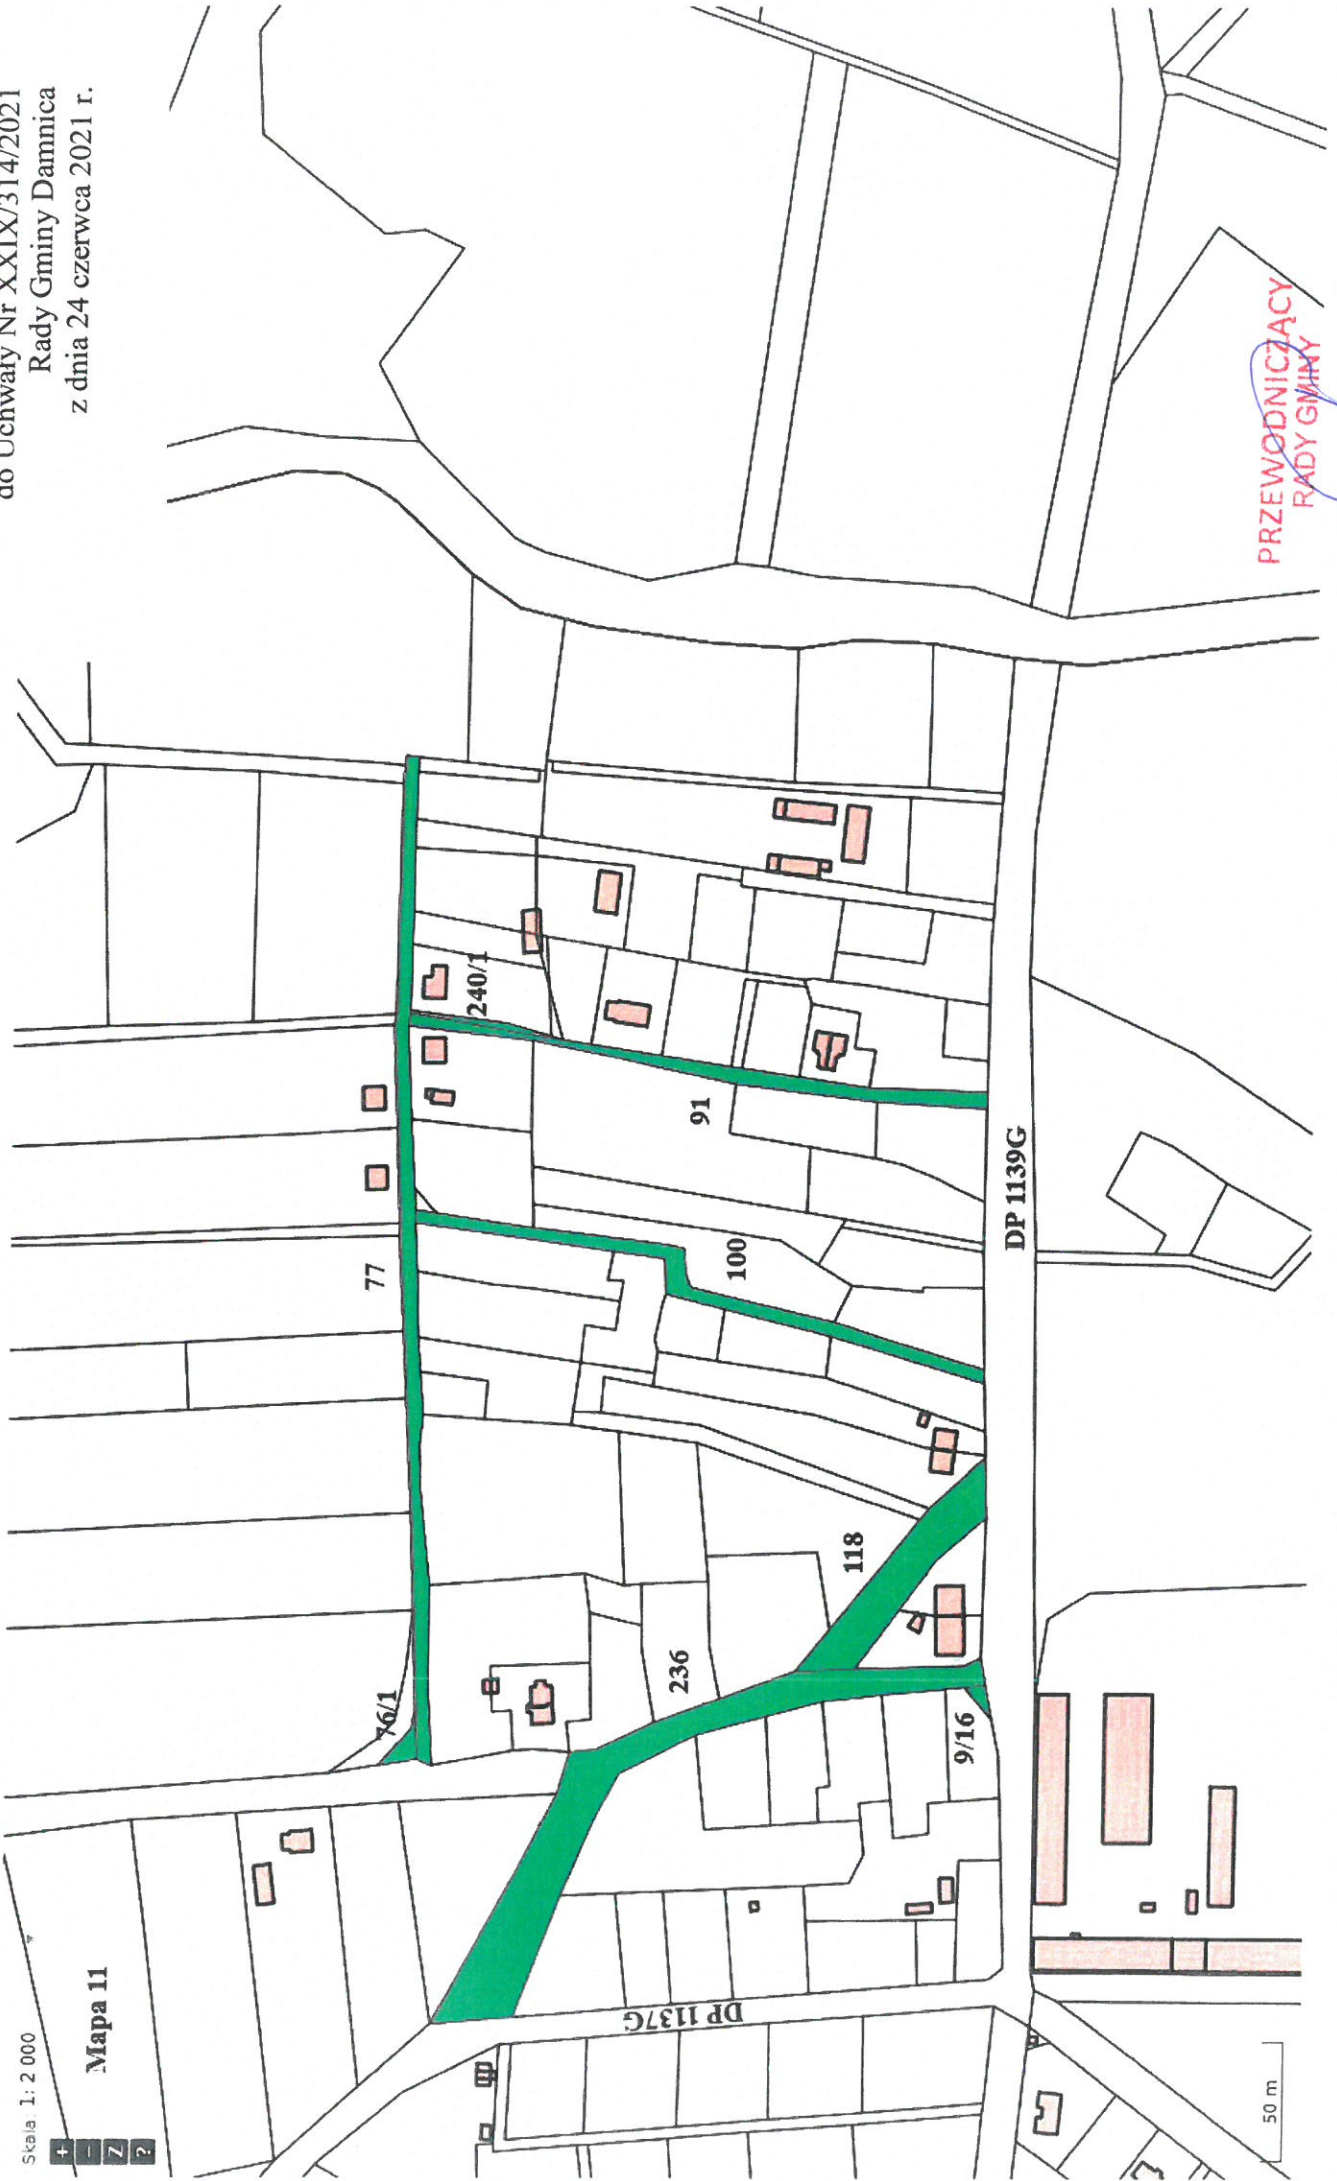 do Uchwały Nr XXIX/314/2021
Rady Gminy Damnica
z dnia 24 czerwca 2021 r.
Skala: 1: 2 000
+
−
Z
?
Mapa 11
76/1
77
240/1
91
100
118
236
9/16
DP 1139G
DP 1137G
50 m
PRZEWODNICZĄCY
RADY GMINY